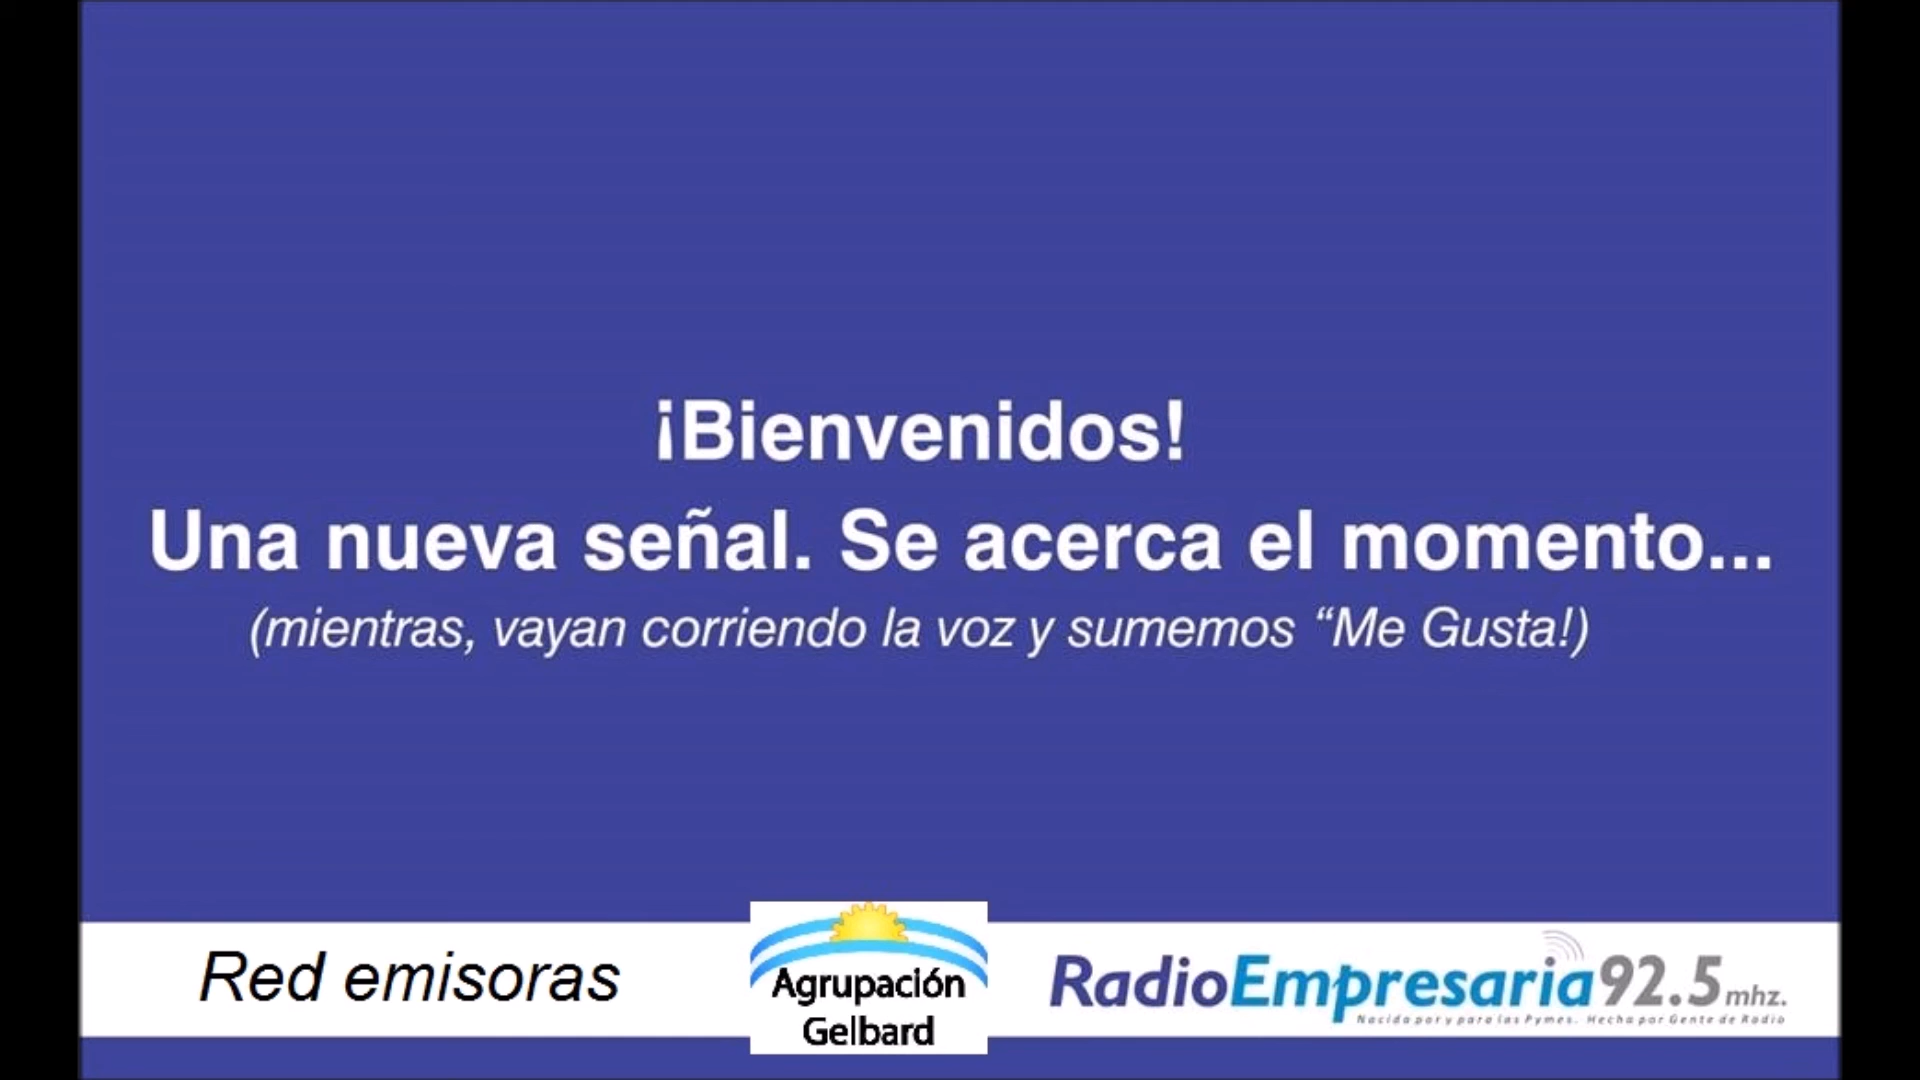 ¡Bienvenidos!
Una nueva señal. Se acerca el momento...
(mientras, vayan corriendo la voz y sumemos “Me Gusta!)
Red emisoras
Agrupación
Gelbard
RadioEmpresaria92.5mhz.
Nacida por y para las Pymes. Hecha por Gente de Radio